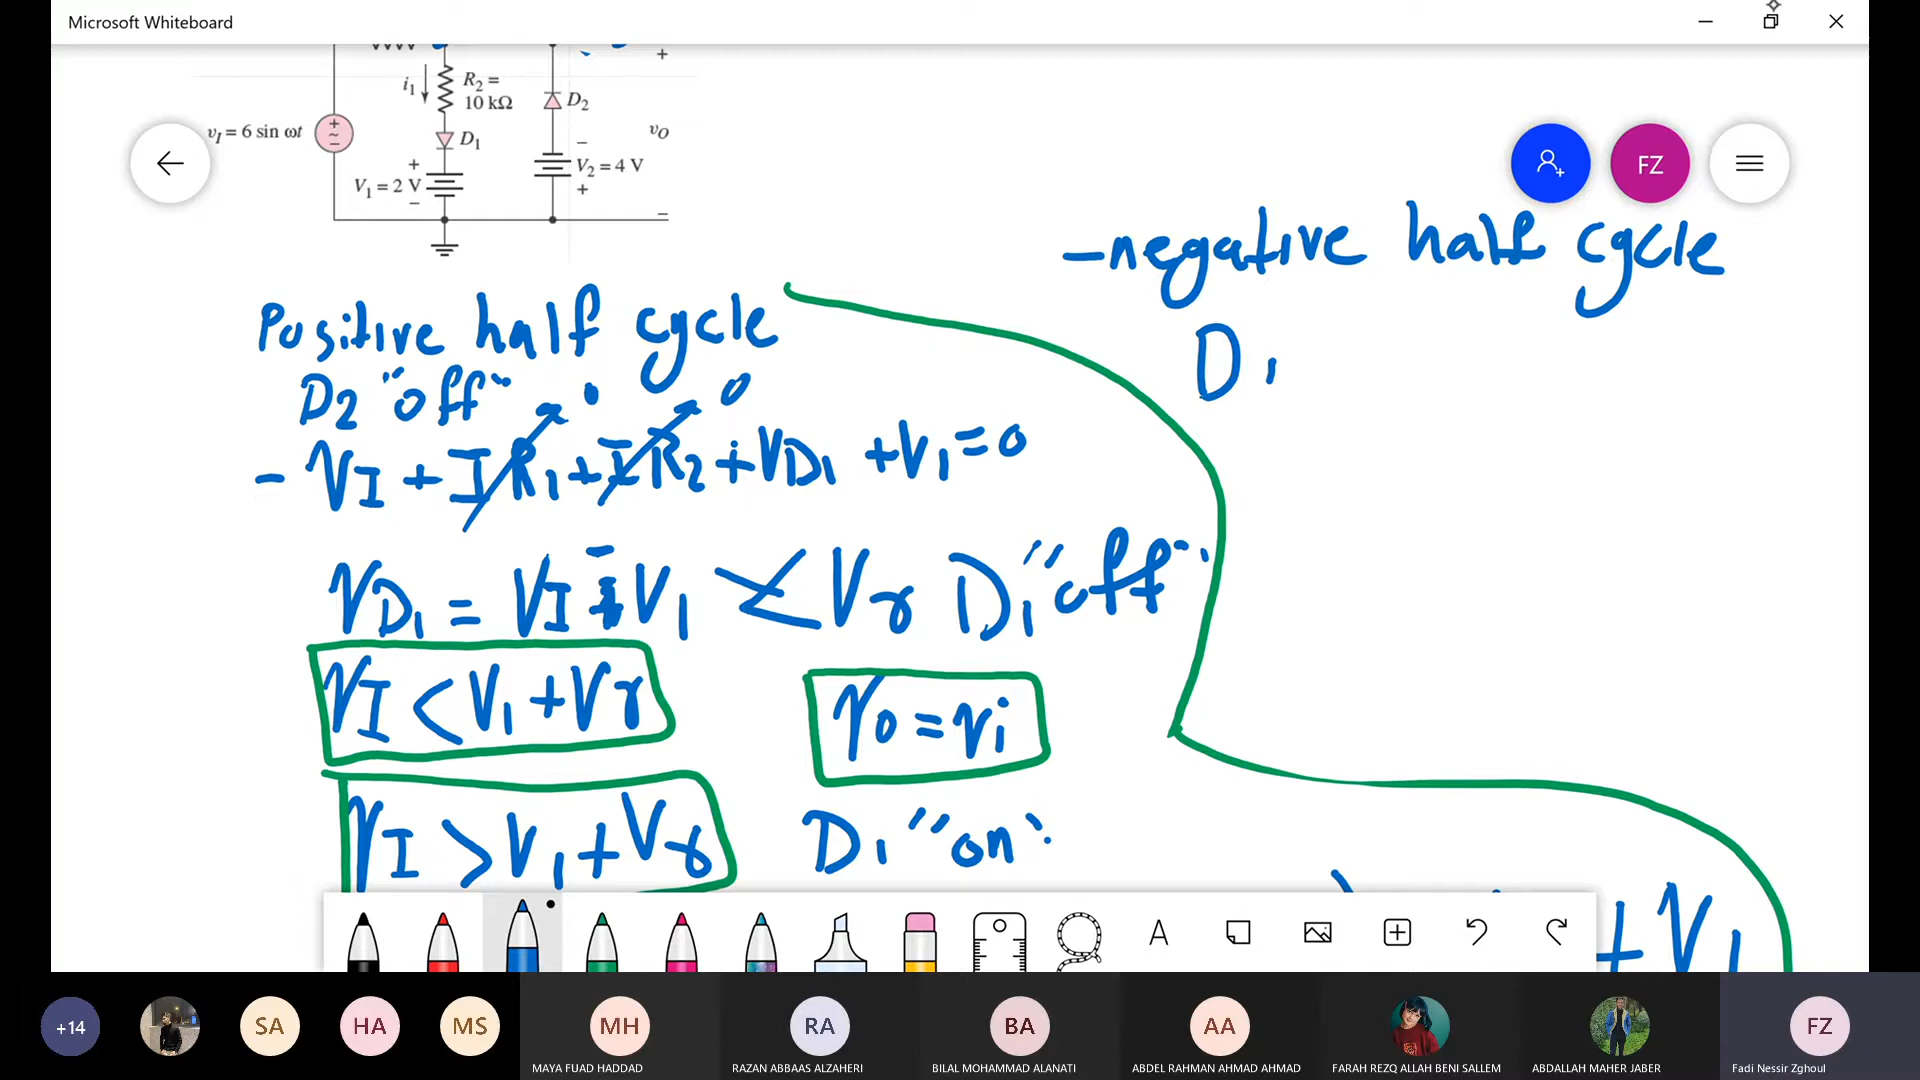 Microsoft Whiteboard
+
i1
R2 =
10 kΩ
D2
vI = 6 sin ωt
+
−
D1
vO
+
V1 = 2 V
−
−
V2 = 4 V
+
−
FZ
-negative half cycle
D1
Positive half cycle
D2 "off"
0 0
- VI + IR1 + IR2 + VD1 + V1 = 0
VD1 = VI - V1 < Vγ D1 "off"
VI < V1 + Vγ
Vo = vi
VI > V1 + Vγ
D1 "on"
+ V1
A
+14
SA
HA
MS
MH
RA
BA
AA
FZ
MAYA FUAD HADDAD
RAZAN ABBAAS ALZAHERI
BILAL MOHAMMAD ALANATI
ABDEL RAHMAN AHMAD AHMAD
FARAH REZQ ALLAH BENI SALLEM
ABDALLAH MAHER JABER
Fadi Nessir Zghoul